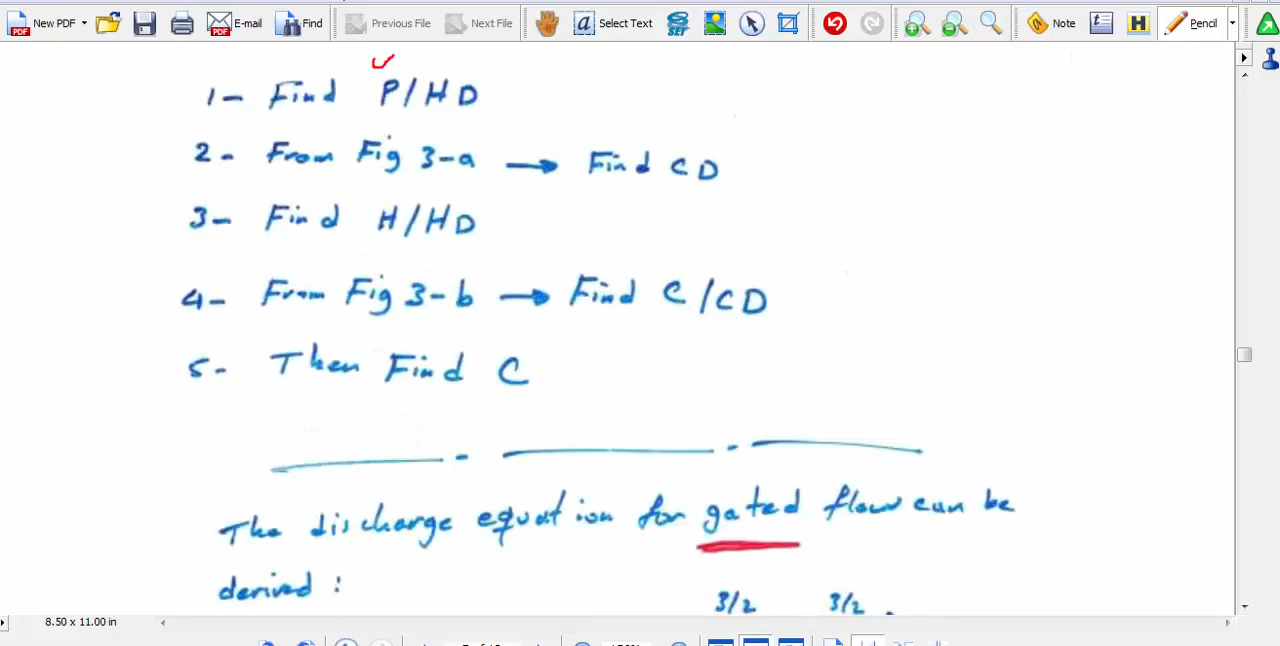 New PDF
E-mail
Find
Previous File
Next File
Select Text
Note
Pencil
1- Find P/HD
2- From Fig 3-a → Find CD
3- Find H/HD
4- From Fig 3-b → Find C/CD
5- Then Find C
The discharge equation for gated flow can be
derived :
3/2 3/2
8.50 x 11.00 in